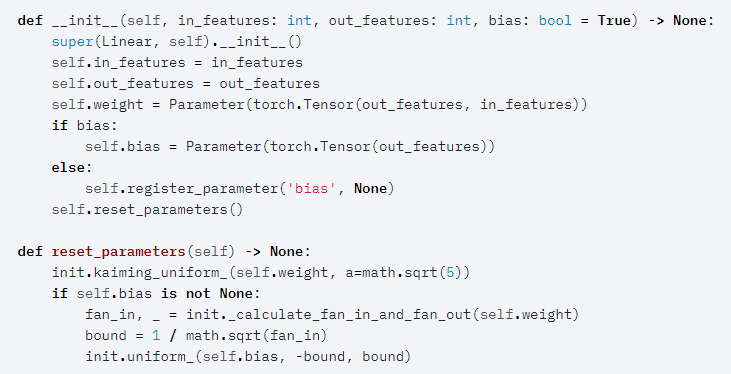 def __init__(self, in_features: int, out_features: int, bias: bool = True) -> None:
    super(Linear, self).__init__()
    self.in_features = in_features
    self.out_features = out_features
    self.weight = Parameter(torch.Tensor(out_features, in_features))
    if bias:
        self.bias = Parameter(torch.Tensor(out_features))
    else:
        self.register_parameter('bias', None)
    self.reset_parameters()

def reset_parameters(self) -> None:
    init.kaiming_uniform_(self.weight, a=math.sqrt(5))
    if self.bias is not None:
        fan_in, _ = init._calculate_fan_in_and_fan_out(self.weight)
        bound = 1 / math.sqrt(fan_in)
        init.uniform_(self.bias, -bound, bound)